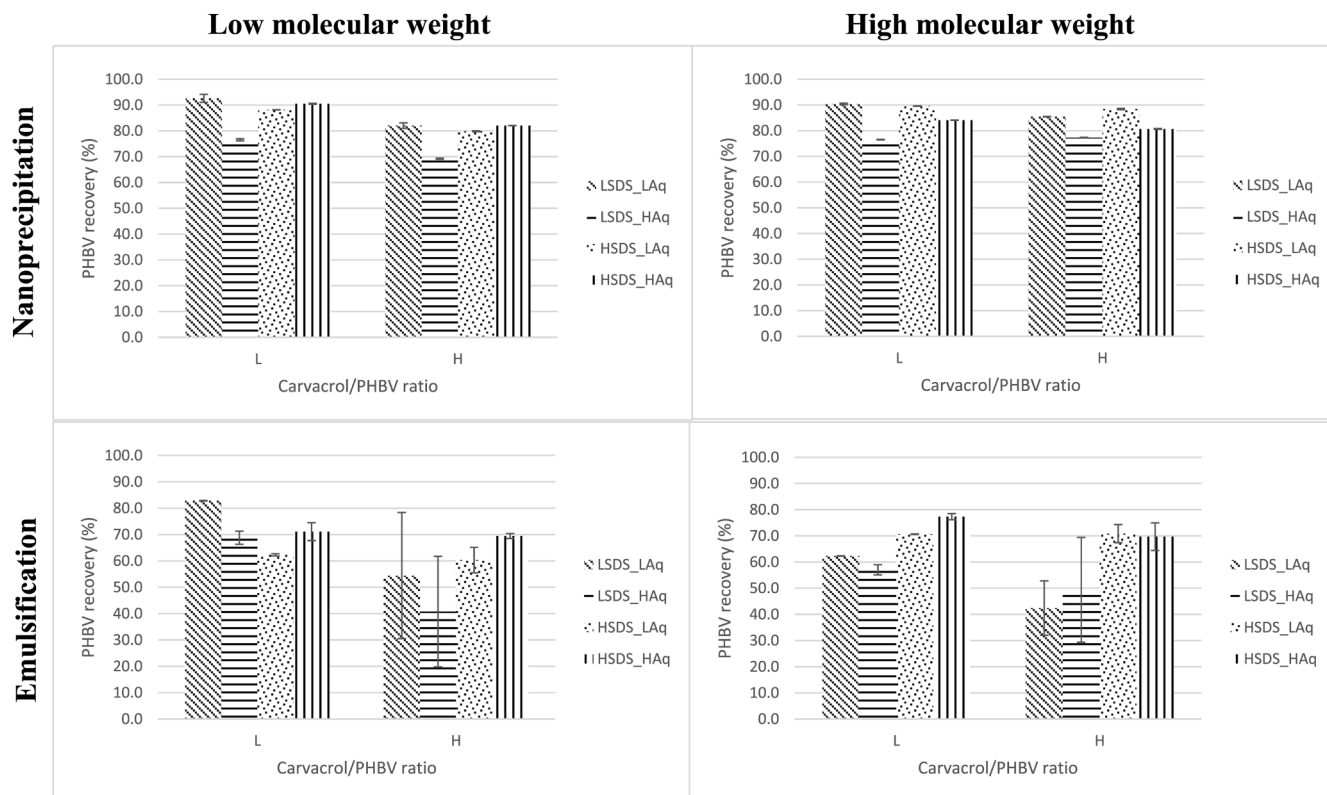 Low molecular weight
High molecular weight
Nanoprecipitation
100.0
90.0
80.0
70.0
60.0
50.0
40.0
30.0
20.0
10.0
0.0
PHBV recovery (%)
L
H
Carvacrol/PHBV ratio
LSDS_LAq
LSDS_HAq
HSDS_LAq
HSDS_HAq
100.0
90.0
80.0
70.0
60.0
50.0
40.0
30.0
20.0
10.0
0.0
PHBV recovery (%)
L
H
Carvacrol/PHBV ratio
LSDS_LAq
LSDS_HAq
HSDS_LAq
HSDS_HAq
Emulsification
100.0
90.0
80.0
70.0
60.0
50.0
40.0
30.0
20.0
10.0
0.0
PHBV recovery (%)
L
H
Carvacrol/PHBV ratio
LSDS_LAq
LSDS_HAq
HSDS_LAq
HSDS_HAq
100.0
90.0
80.0
70.0
60.0
50.0
40.0
30.0
20.0
10.0
0.0
PHBV recovery (%)
L
H
Carvacrol/PHBV ratio
LSDS_LAq
LSDS_HAq
HSDS_LAq
HSDS_HAq